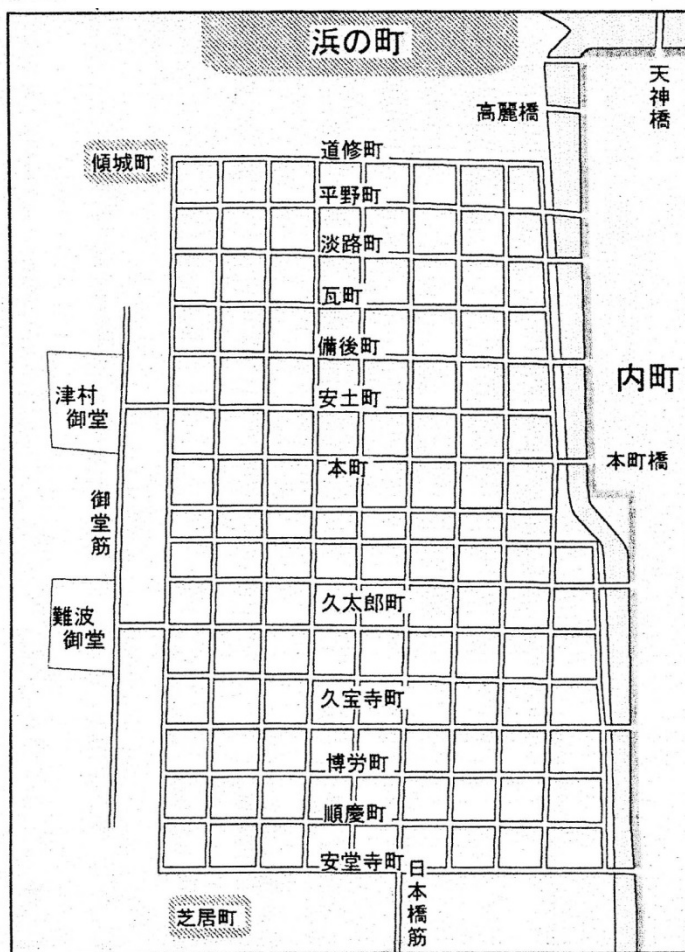 浜の町
天神橋
高麗橋
傾城町
道修町
平野町
淡路町
瓦町
備後町
内町
津村
御堂
安土町
本町
本町橋
御堂筋
久太郎町
難波
御堂
久宝寺町
博労町
順慶町
安堂寺町
日本橋筋
芝居町